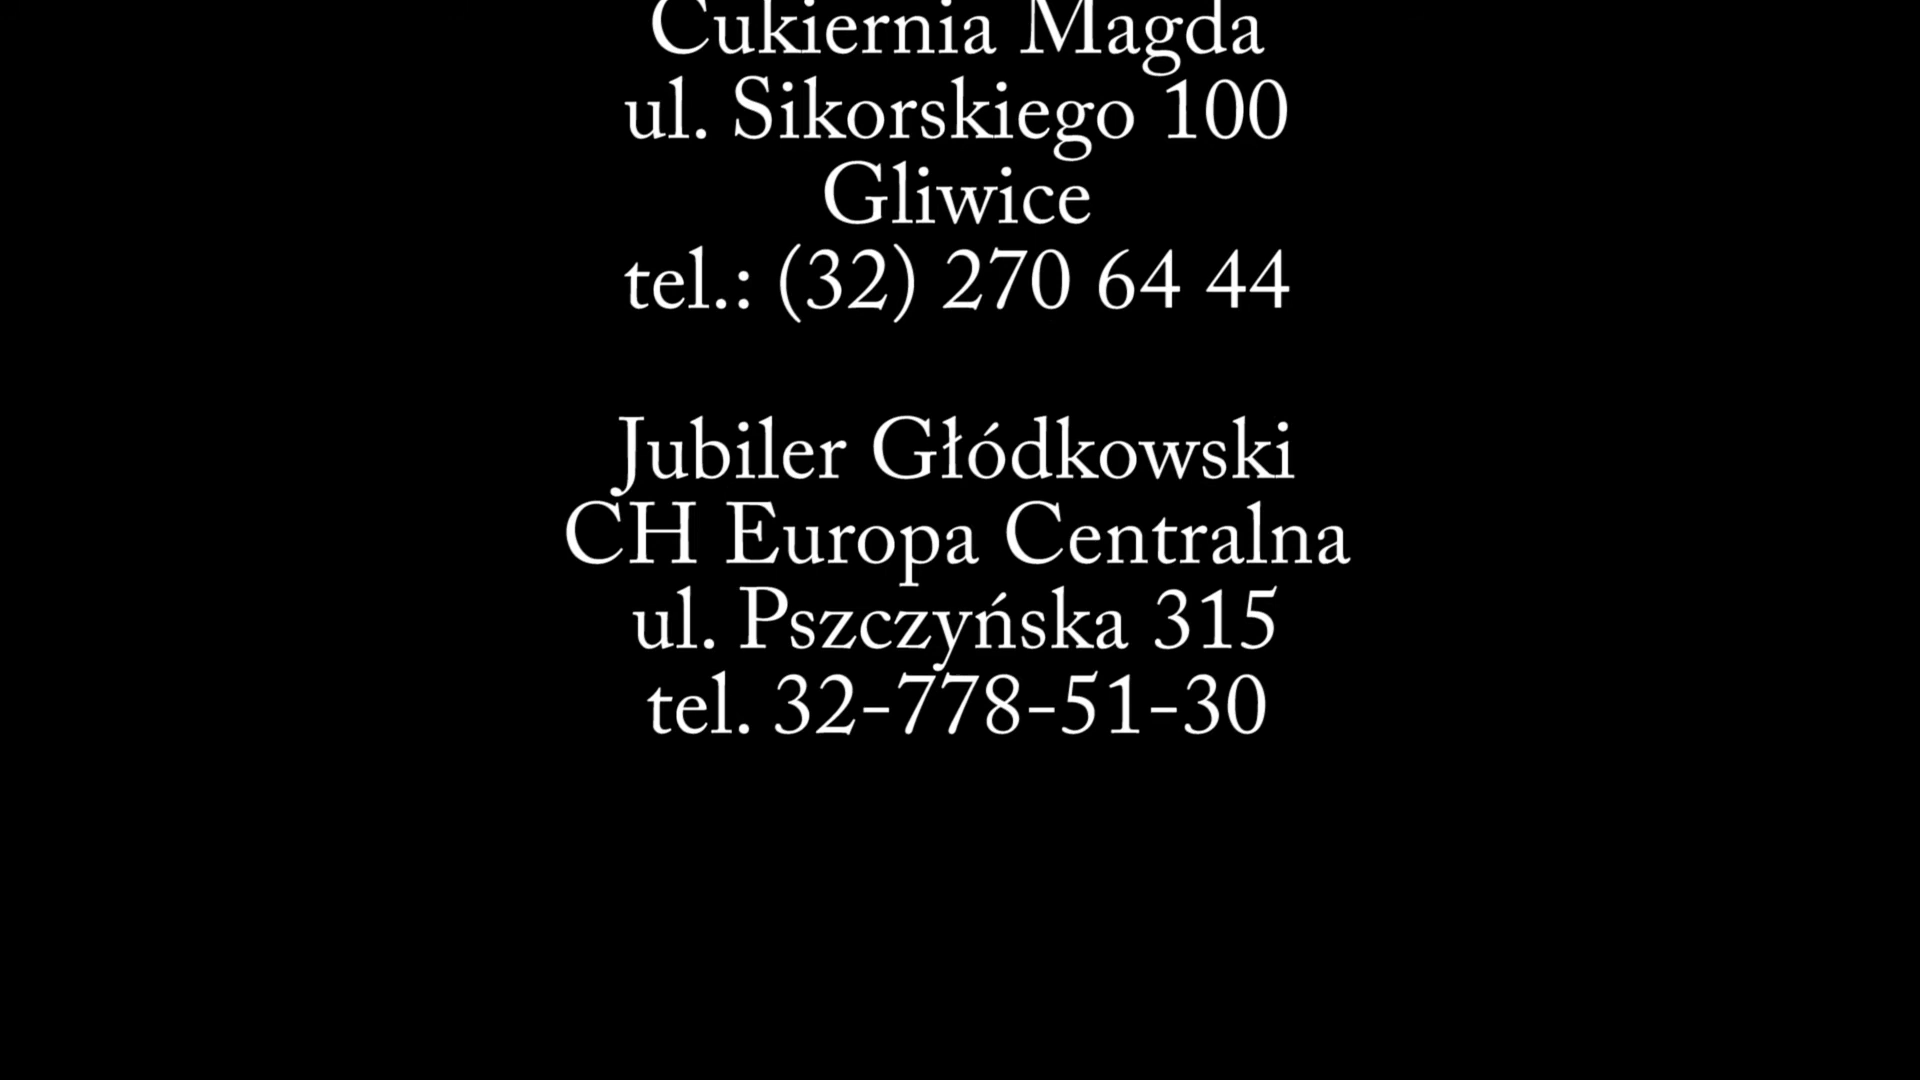 Cukiernia Magda
ul. Sikorskiego 100
Gliwice
tel.: (32) 270 64 44
Jubiler Głódkowski
CH Europa Centralna
ul. Pszczyńska 315
tel. 32-778-51-30